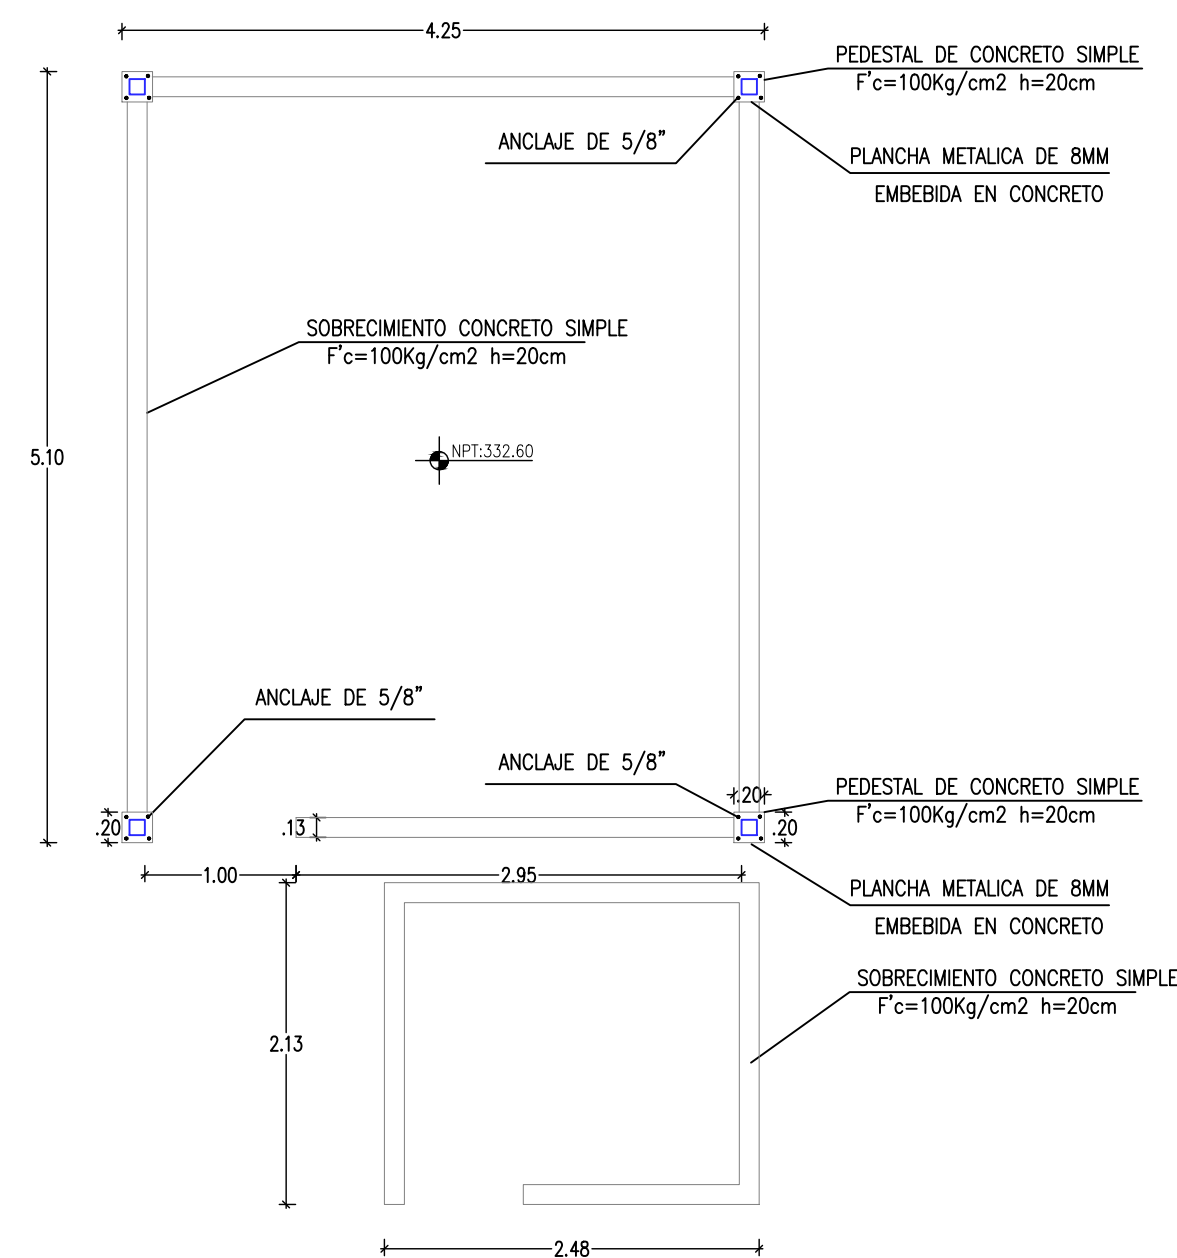 4.25
PEDESTAL DE CONCRETO SIMPLE
F'c=100Kg/cm2 h=20cm
ANCLAJE DE 5/8"
PLANCHA METALICA DE 8MM
EMBEBIDA EN CONCRETO
SOBRECIMIENTO CONCRETO SIMPLE
F'c=100Kg/cm2 h=20cm
NPT:332.60
5.10
ANCLAJE DE 5/8"
ANCLAJE DE 5/8"
.20
PEDESTAL DE CONCRETO SIMPLE
F'c=100Kg/cm2 h=20cm
.20
.13
.20
1.00
2.95
PLANCHA METALICA DE 8MM
EMBEBIDA EN CONCRETO
SOBRECIMIENTO CONCRETO SIMPLE
F'c=100Kg/cm2 h=20cm
2.13
2.48